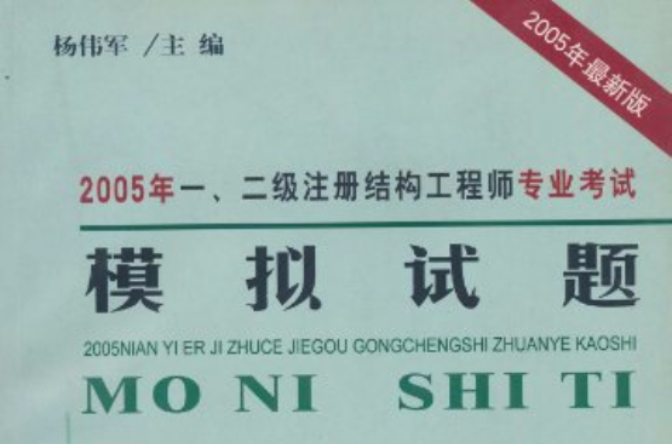 杨伟军 /主 编
2005年最新版
2005年一、二级注册结构工程师专业考试
模拟试题
2005NIAN YI ER JI ZHUCE JIEGOU GONGCHENGSHI ZHUANYE KAOSHI
MO NI SHI TI